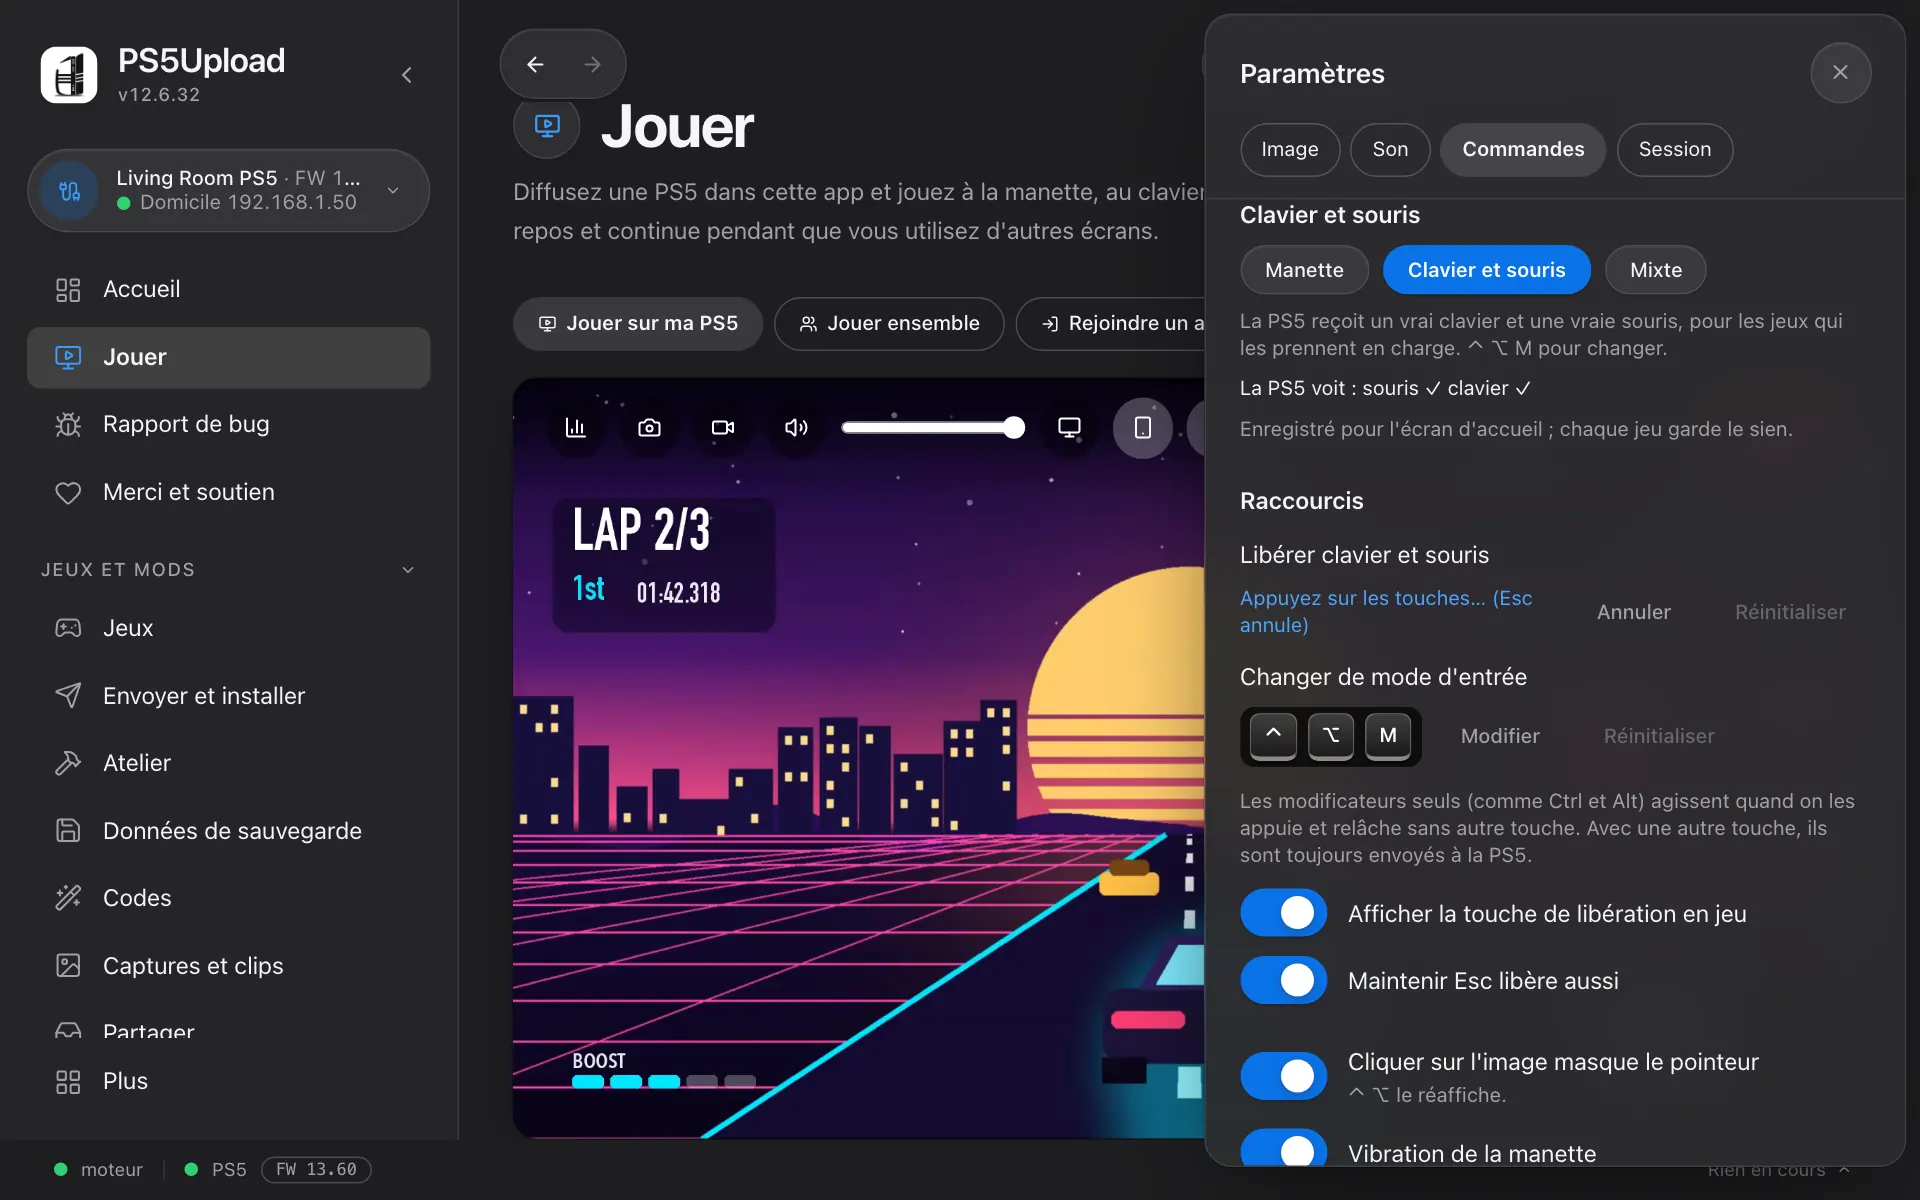 PS5Upload
v12.6.32
Living Room PS5 · FW 1...
Domicile 192.168.1.50
Accueil
Jouer
Rapport de bug
Merci et soutien
JEUX ET MODS
Jeux
Envoyer et installer
Atelier
Données de sauvegarde
Codes
Captures et clips
Partager
Plus
moteur
PS5
FW 13.60
Jouer
Diffusez une PS5 dans cette app et jouez à la manette, au clavier
repos et continue pendant que vous utilisez d'autres écrans.
Jouer sur ma PS5
Jouer ensemble
Rejoindre un a
LAP 2/3
1st 01:42.318
BOOST
Paramètres
Image
Son
Commandes
Session
Clavier et souris
Manette
Clavier et souris
Mixte
La PS5 reçoit un vrai clavier et une vraie souris, pour les jeux qui
les prennent en charge. ⌃ ⌥ M pour changer.
La PS5 voit : souris ✓ clavier ✓
Enregistré pour l'écran d'accueil ; chaque jeu garde le sien.
Raccourcis
Libérer clavier et souris
Appuyez sur les touches... (Esc
annule)
Annuler
Réinitialiser
Changer de mode d'entrée
⌃ ⌥ M
Modifier
Réinitialiser
Les modificateurs seuls (comme Ctrl et Alt) agissent quand on les
appuie et relâche sans autre touche. Avec une autre touche, ils
sont toujours envoyés à la PS5.
Afficher la touche de libération en jeu
Maintenir Esc libère aussi
Cliquer sur l'image masque le pointeur
⌃ ⌥ le réaffiche.
Vibration de la manette
Rien en cours